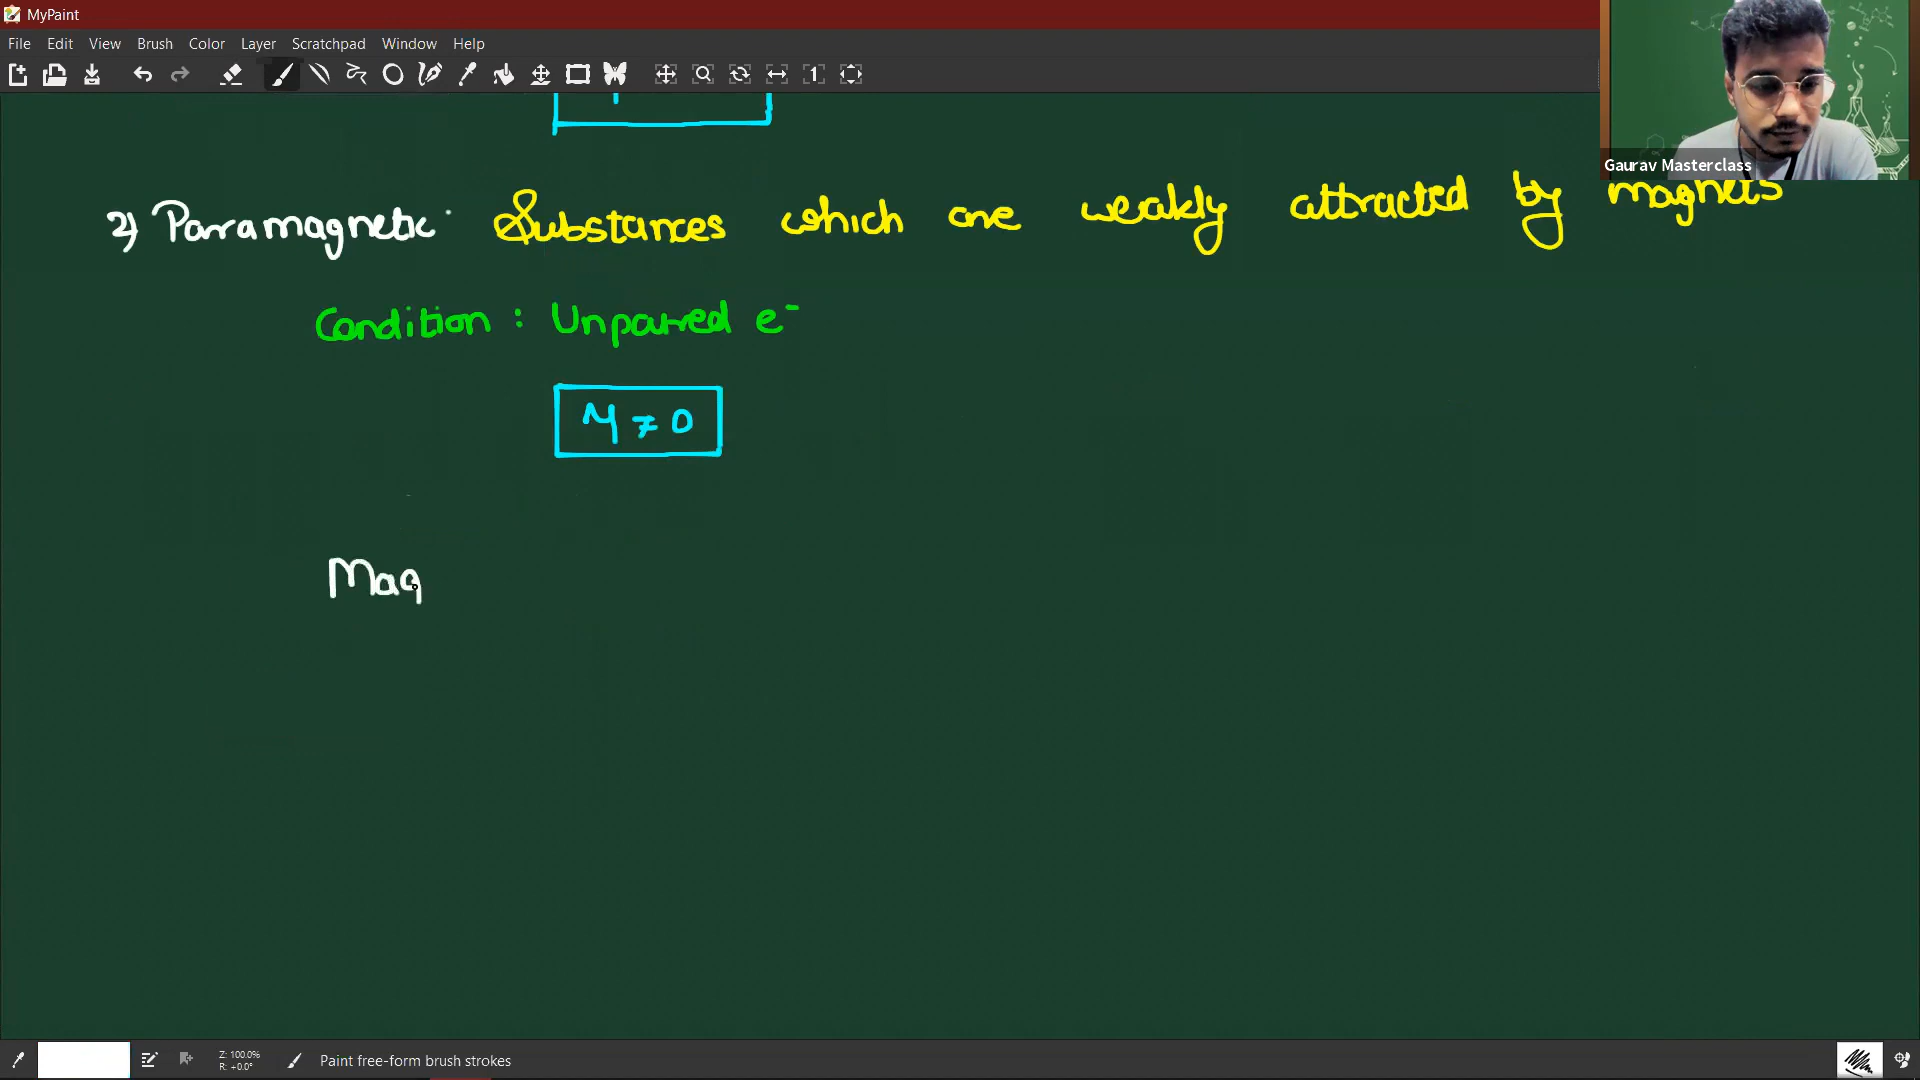 MyPaint
File Edit View Brush Color Layer Scratchpad Window Help
Gaurav Masterclass
2) Paramagnetic: Substances which are weakly attracted by magnets
Condition : Unpaired e⁻
μ ≠ 0
Mag
Z: 100.0%
R: +0.0°
Paint free-form brush strokes